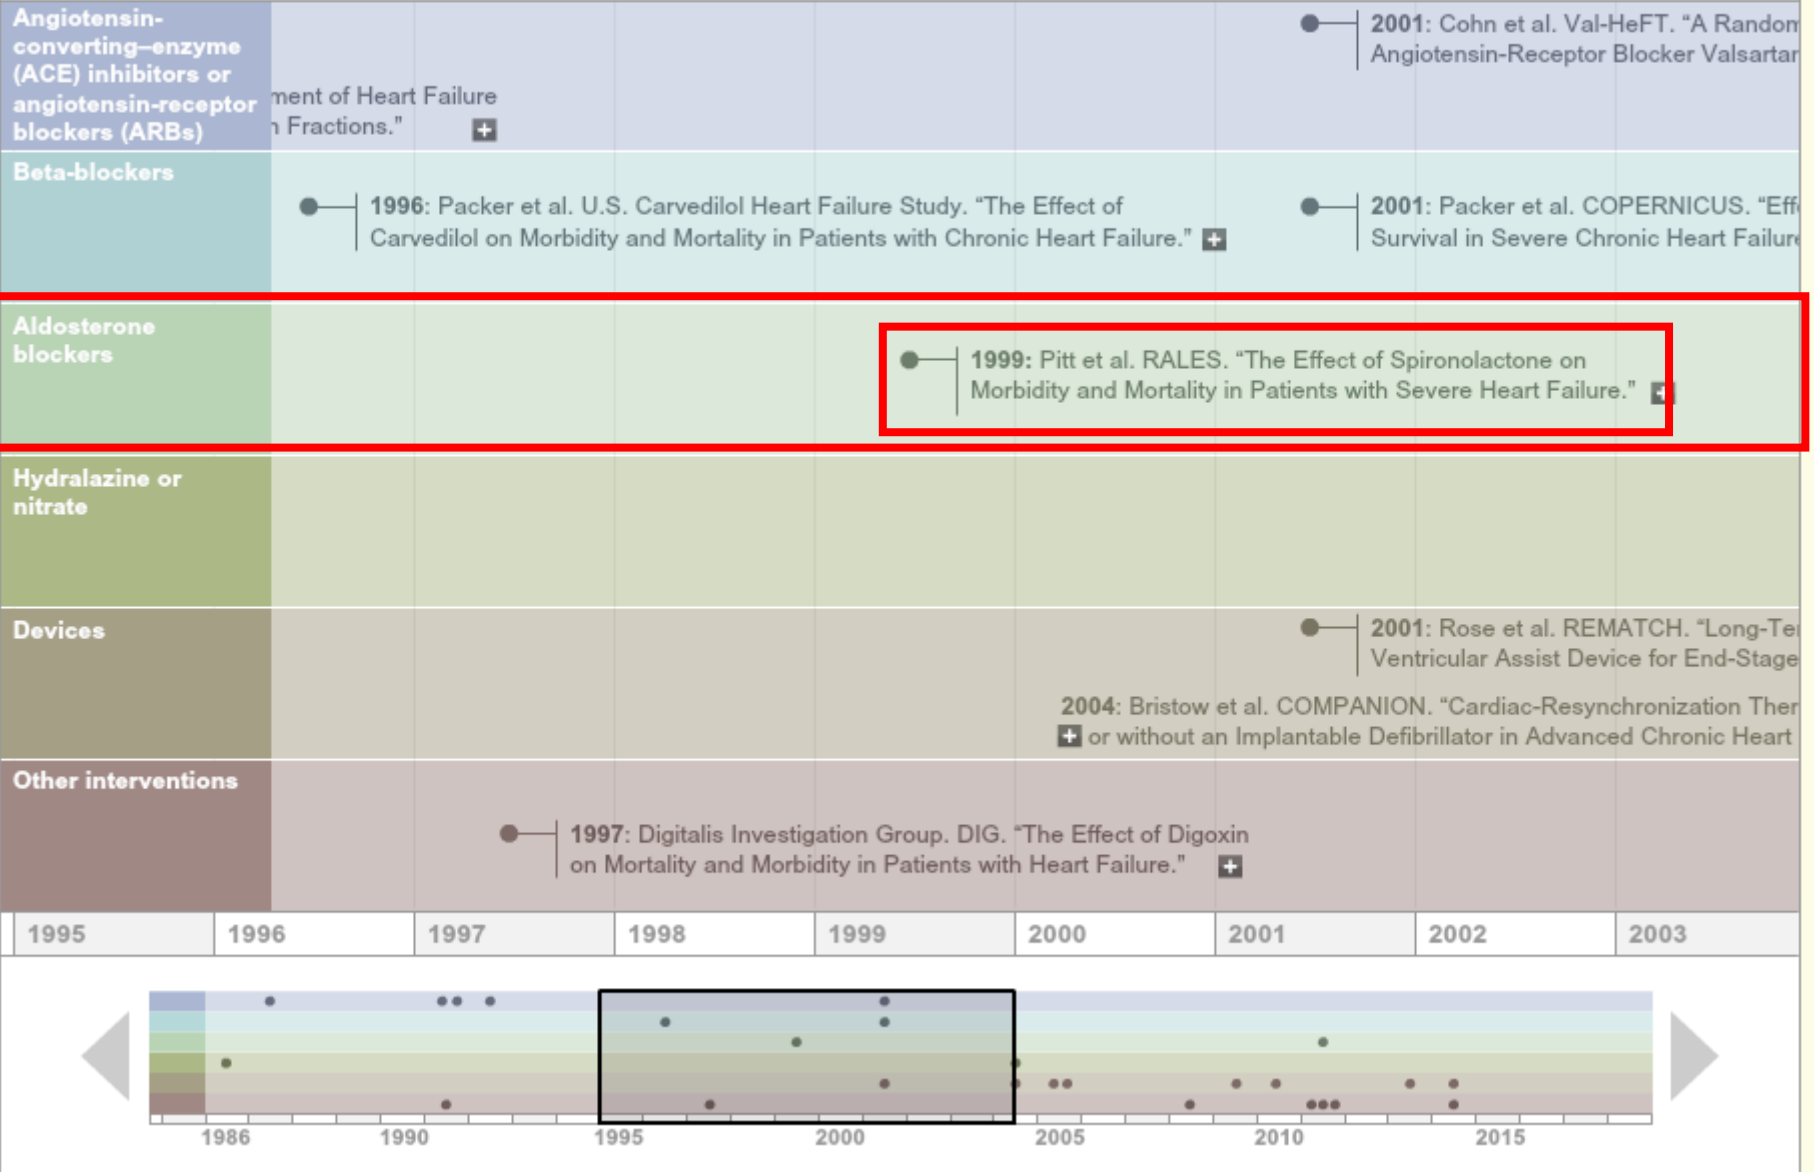 Angiotensin-
converting–enzyme
(ACE) inhibitors or
angiotensin-receptor
blockers (ARBs)
ment of Heart Failure
n Fractions.”
2001: Cohn et al. Val-HeFT. “A Random
Angiotensin-Receptor Blocker Valsartan
Beta-blockers
1996: Packer et al. U.S. Carvedilol Heart Failure Study. “The Effect of
Carvedilol on Morbidity and Mortality in Patients with Chronic Heart Failure.”
2001: Packer et al. COPERNICUS. “Effe
Survival in Severe Chronic Heart Failure
Aldosterone
blockers
1999: Pitt et al. RALES. “The Effect of Spironolactone on
Morbidity and Mortality in Patients with Severe Heart Failure.”
Hydralazine or
nitrate
Devices
2001: Rose et al. REMATCH. “Long-Ter
Ventricular Assist Device for End-Stage
2004: Bristow et al. COMPANION. “Cardiac-Resynchronization Ther
or without an Implantable Defibrillator in Advanced Chronic Heart
Other interventions
1997: Digitalis Investigation Group. DIG. “The Effect of Digoxin
on Mortality and Morbidity in Patients with Heart Failure.”
1995 1996 1997 1998 1999 2000 2001 2002 2003
1986 1990 1995 2000 2005 2010 2015